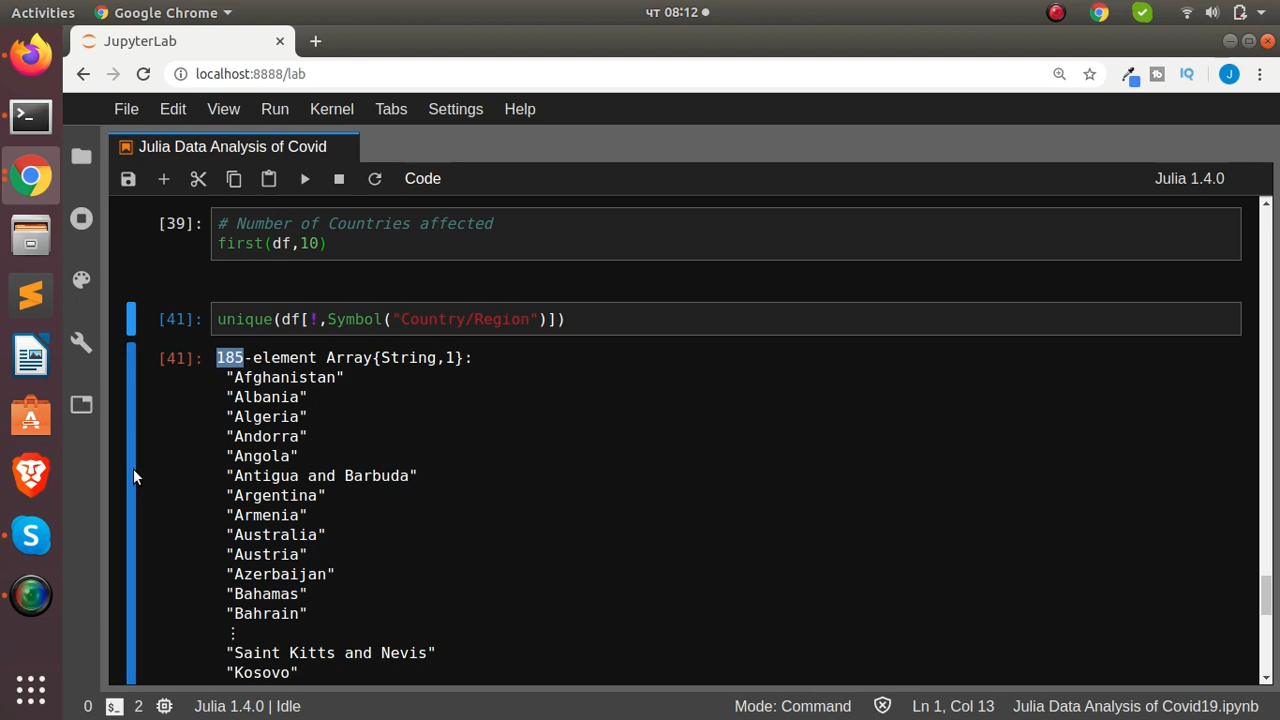 Activities Google Chrome чт 08:12
JupyterLab
localhost:8888/lab
File Edit View Run Kernel Tabs Settings Help
Julia Data Analysis of Covid
Code Julia 1.4.0
[39]: # Number of Countries affected
first(df,10)
[41]: unique(df[!,Symbol("Country/Region")])
[41]: 185-element Array{String,1}:
"Afghanistan"
"Albania"
"Algeria"
"Andorra"
"Angola"
"Antigua and Barbuda"
"Argentina"
"Armenia"
"Australia"
"Austria"
"Azerbaijan"
"Bahamas"
"Bahrain"
⋮
"Saint Kitts and Nevis"
"Kosovo"
0 2 Julia 1.4.0 | Idle Mode: Command Ln 1, Col 13 Julia Data Analysis of Covid19.ipynb